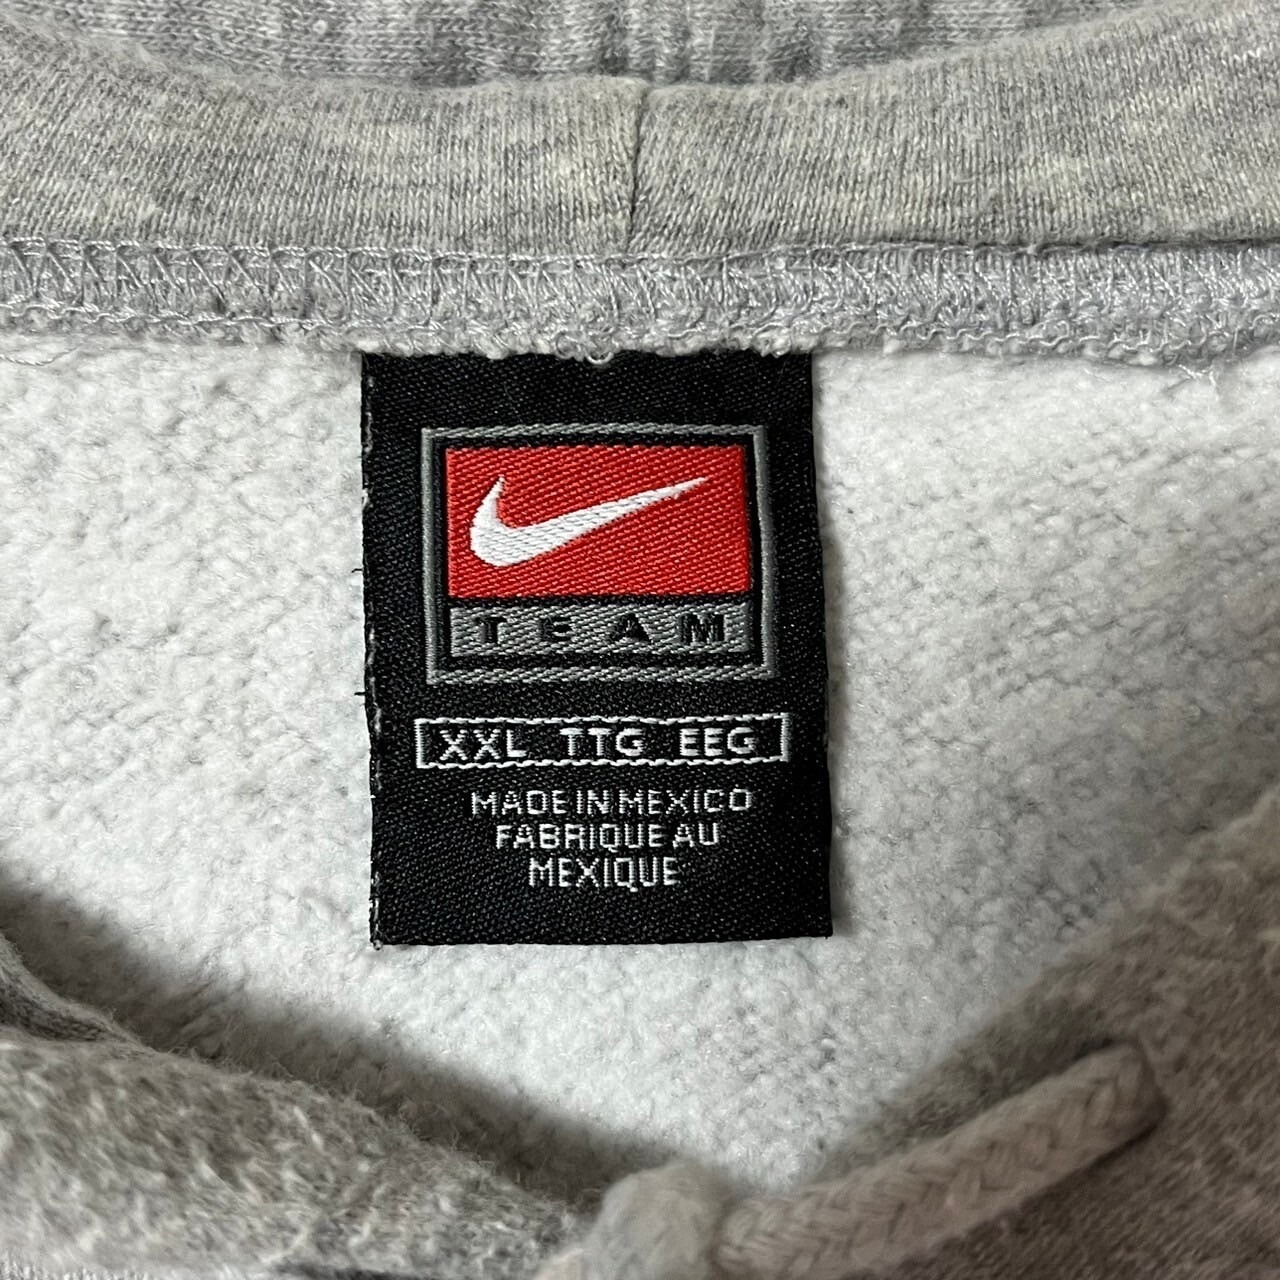 TEAM
XXL TTG EEG
MADE IN MEXICO
FABRIQUE AU
MEXIQUE